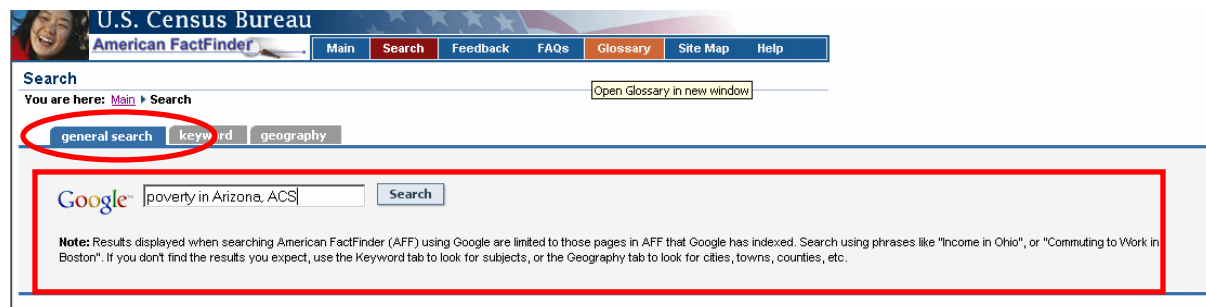 U.S. Census Bureau
American FactFinder
Main Search Feedback FAQs Glossary Site Map Help
Search
Open Glossary in new window
You are here: Main ▸ Search
general search keyword geography
Google™ poverty in Arizona, ACS Search
Note: Results displayed when searching American FactFinder (AFF) using Google are limited to those pages in AFF that Google has indexed. Search using phrases like "Income in Ohio", or "Commuting to Work in
Boston". If you don't find the results you expect, use the Keyword tab to look for subjects, or the Geography tab to look for cities, towns, counties, etc.